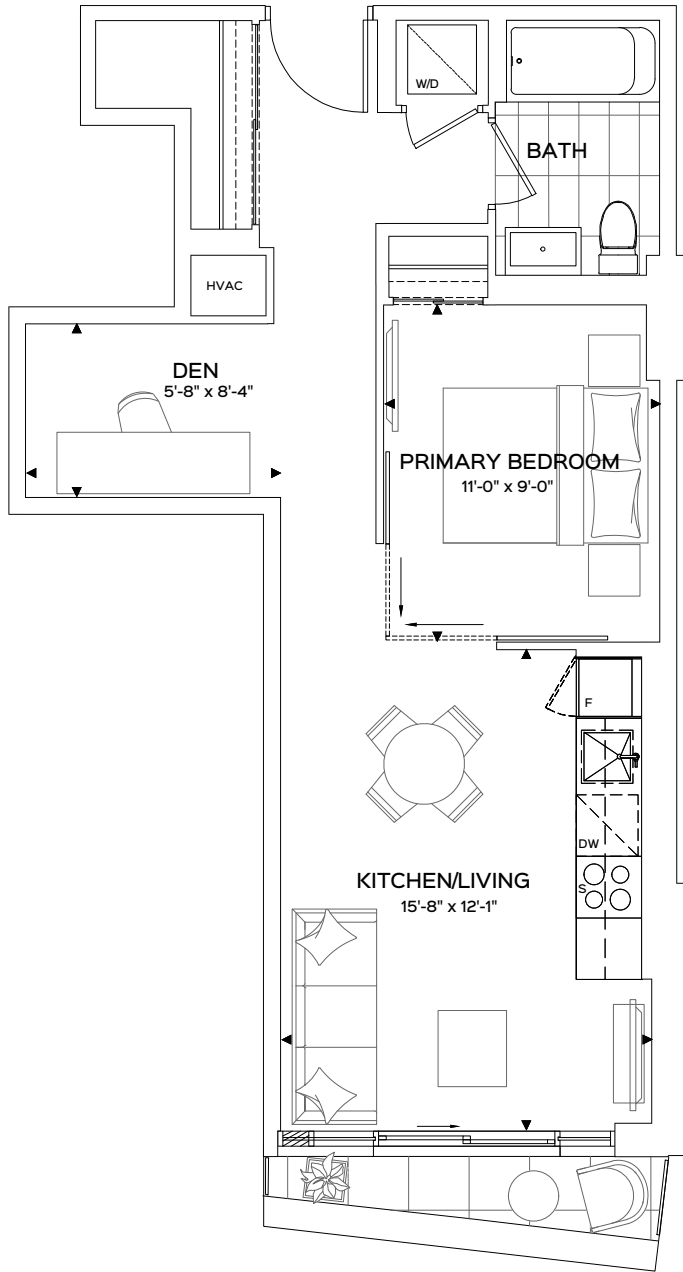 W/D
BATH
HVAC
DEN
5'-8" x 8'-4"
PRIMARY BEDROOM
11'-0" x 9'-0"
F
DW
KITCHEN/LIVING
S
15'-8" x 12'-1"